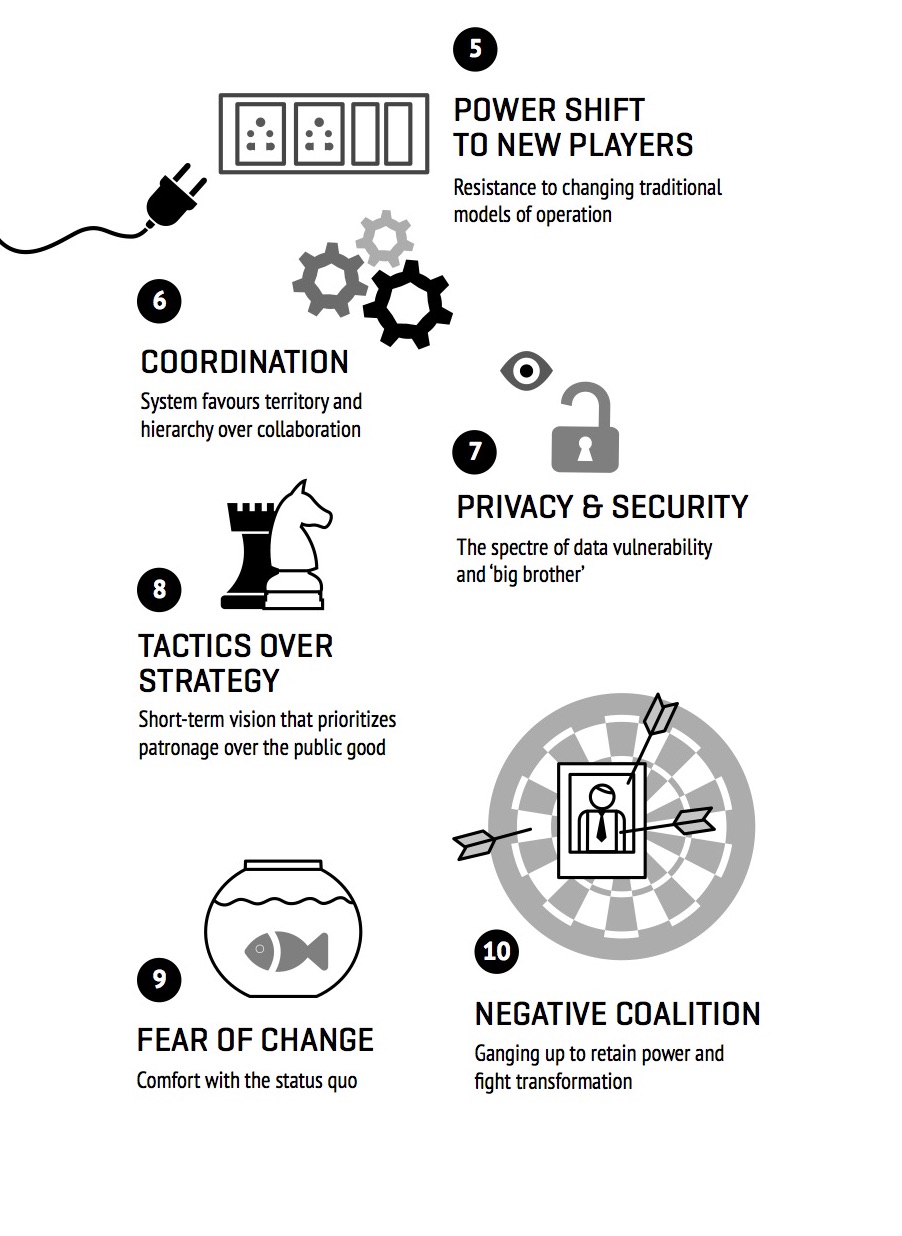 5
POWER SHIFT
TO NEW PLAYERS
Resistance to changing traditional
models of operation
6
COORDINATION
System favours territory and
hierarchy over collaboration
7
PRIVACY & SECURITY
The spectre of data vulnerability
and ‘big brother’
8
TACTICS OVER
STRATEGY
Short-term vision that prioritizes
patronage over the public good
9
FEAR OF CHANGE
Comfort with the status quo
10
NEGATIVE COALITION
Ganging up to retain power and
fight transformation